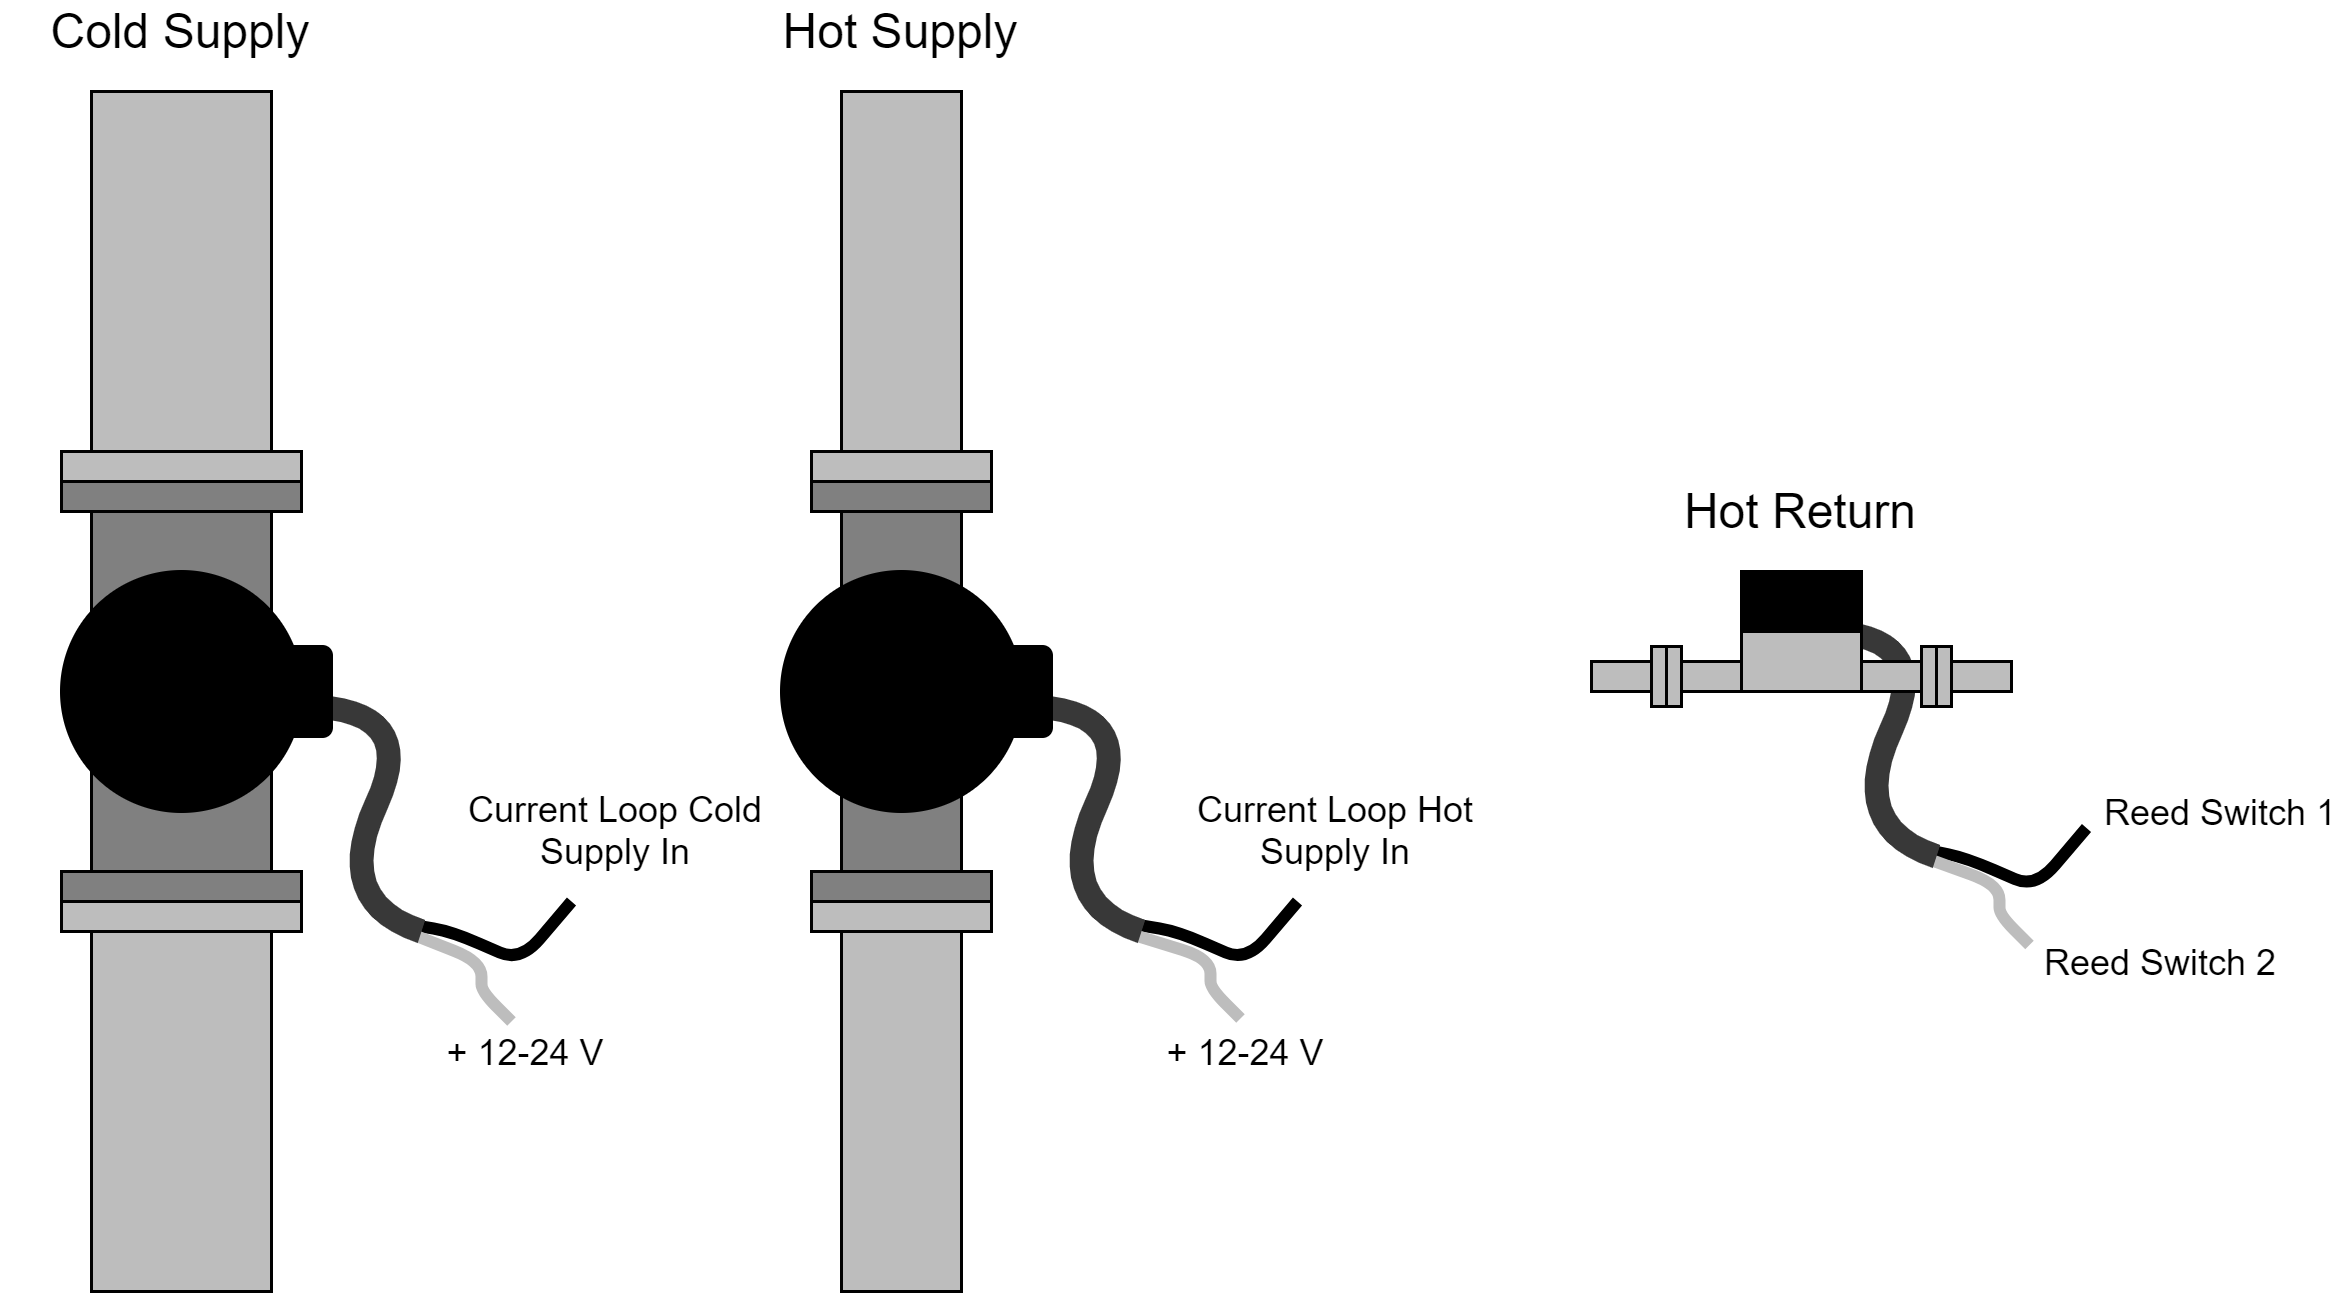 Cold Supply
Hot Supply
Hot Return
Current Loop Cold
Supply In
Current Loop Hot
Supply In
Reed Switch 1
Reed Switch 2
+ 12-24 V
+ 12-24 V